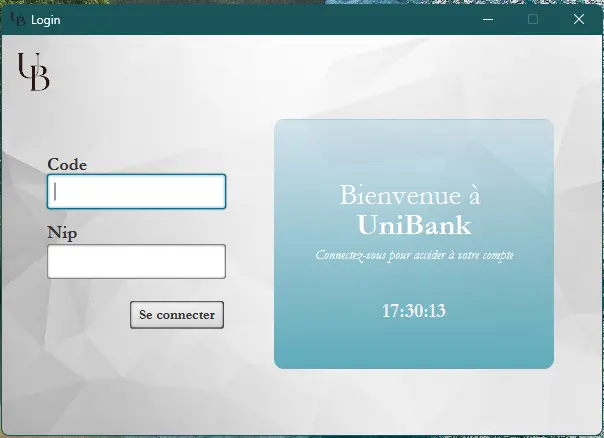 UB Login
UB
Code
Nip
Se connecter
Bienvenue à
UniBank
Connectez-vous pour accéder à votre compte
17:30:13